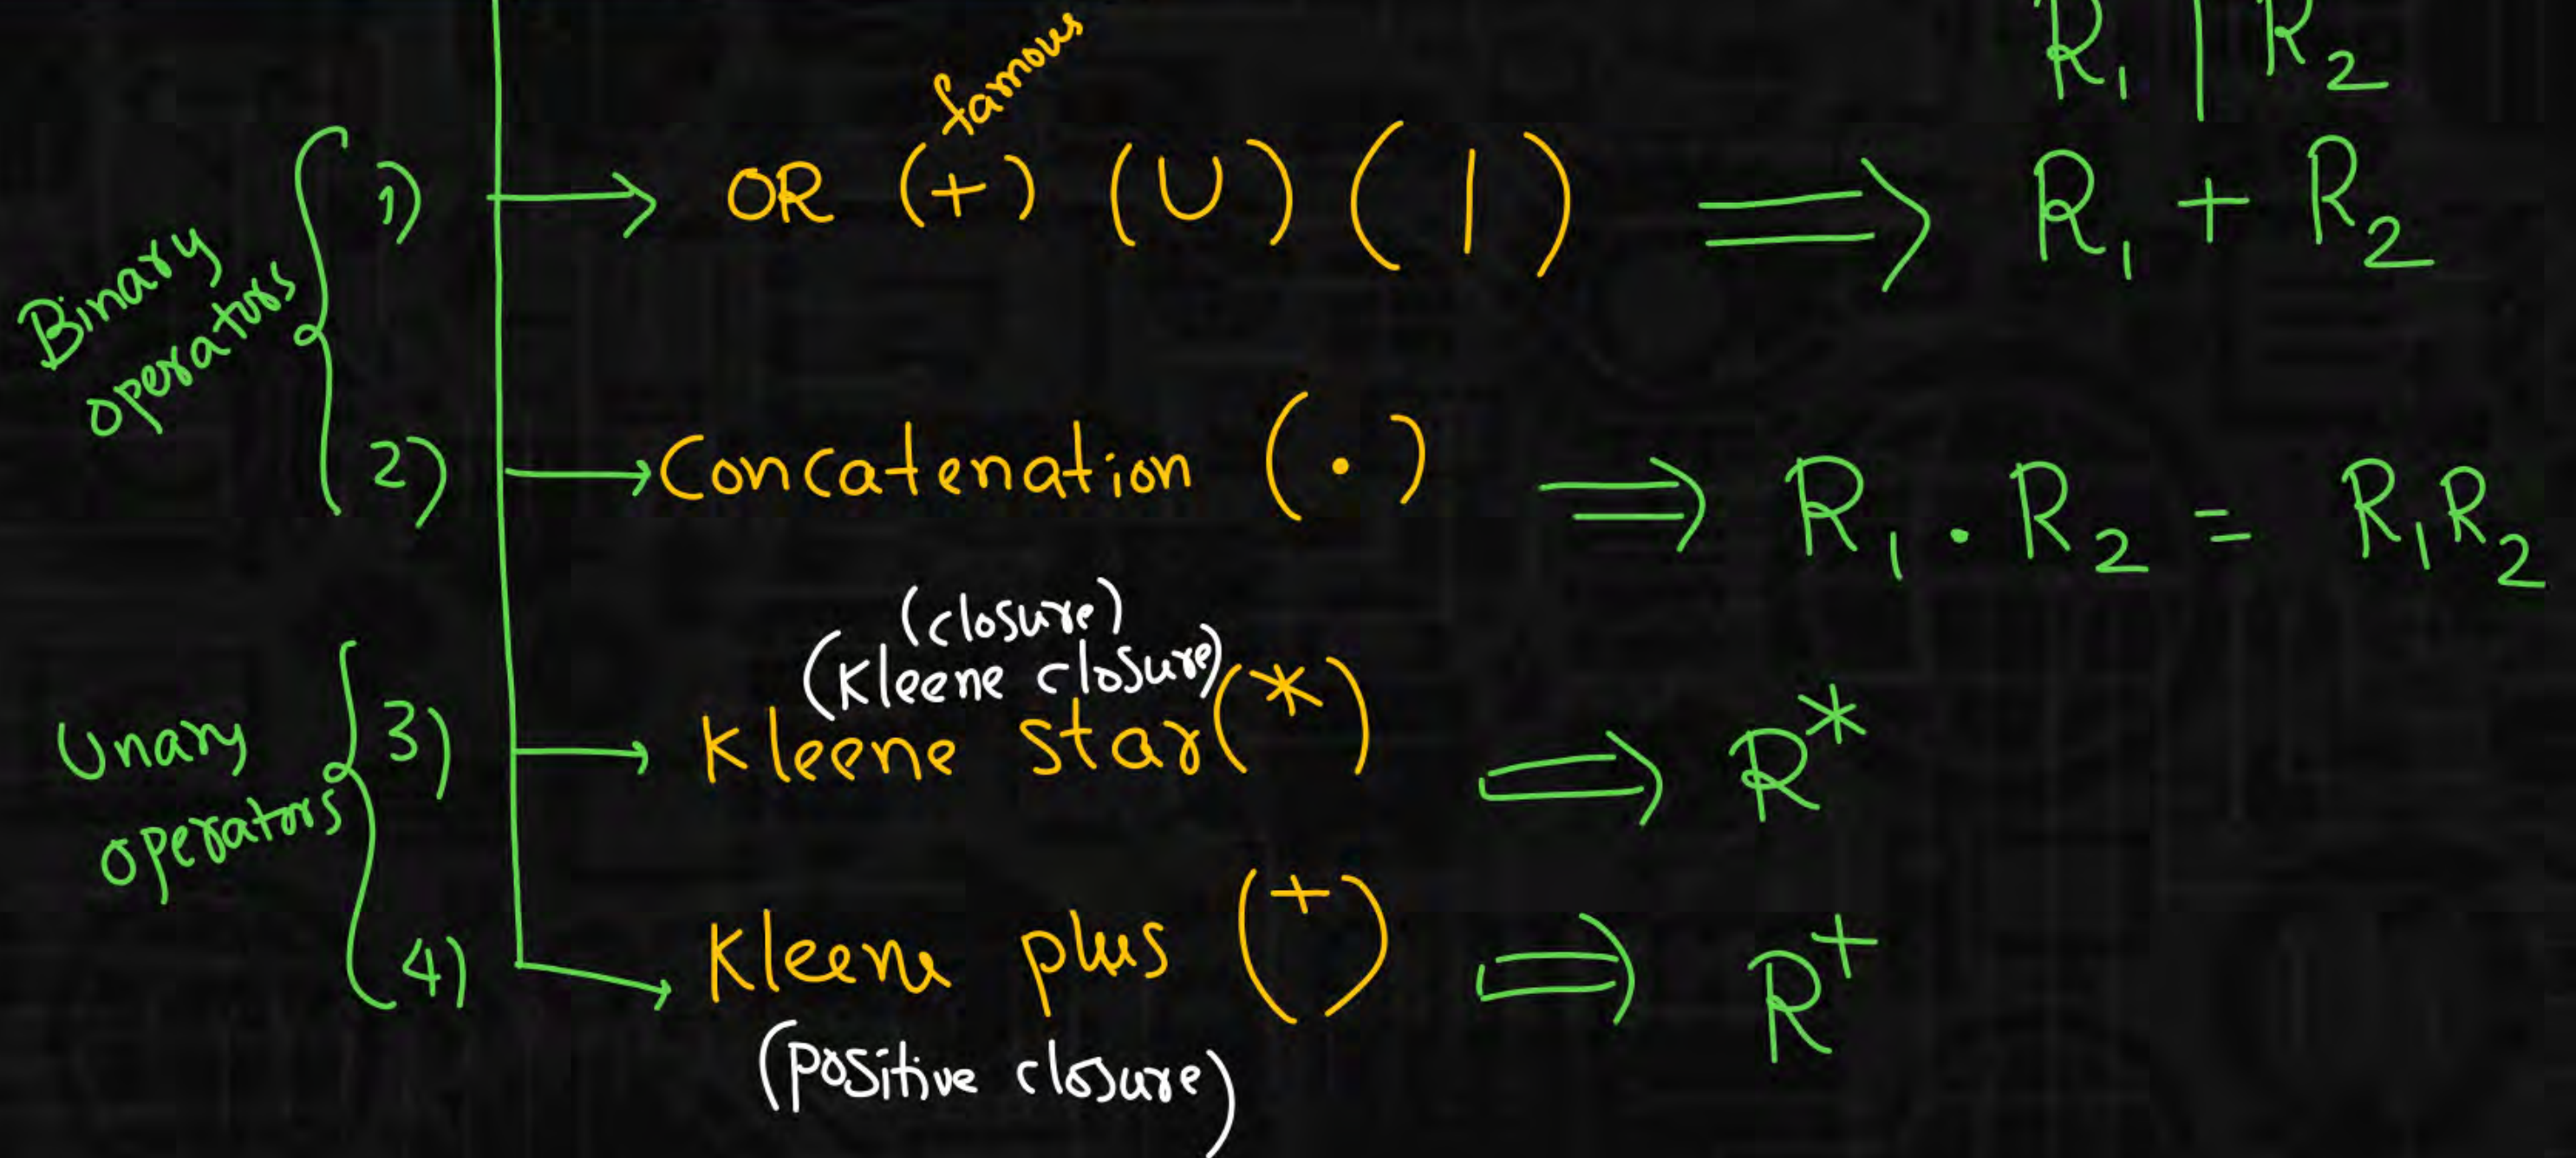 R₁ | R₂
famous
1) → OR (+) (∪) ( | ) ⟹ R₁ + R₂
Binary operators
2) → Concatenation (·) ⟹ R₁ · R₂ = R₁R₂
(closure)
(Kleene closure)
3) → Kleene star (*) ⟹ R*
Unary operators
4) → Kleene plus (+) ⟹ R⁺
(positive closure)